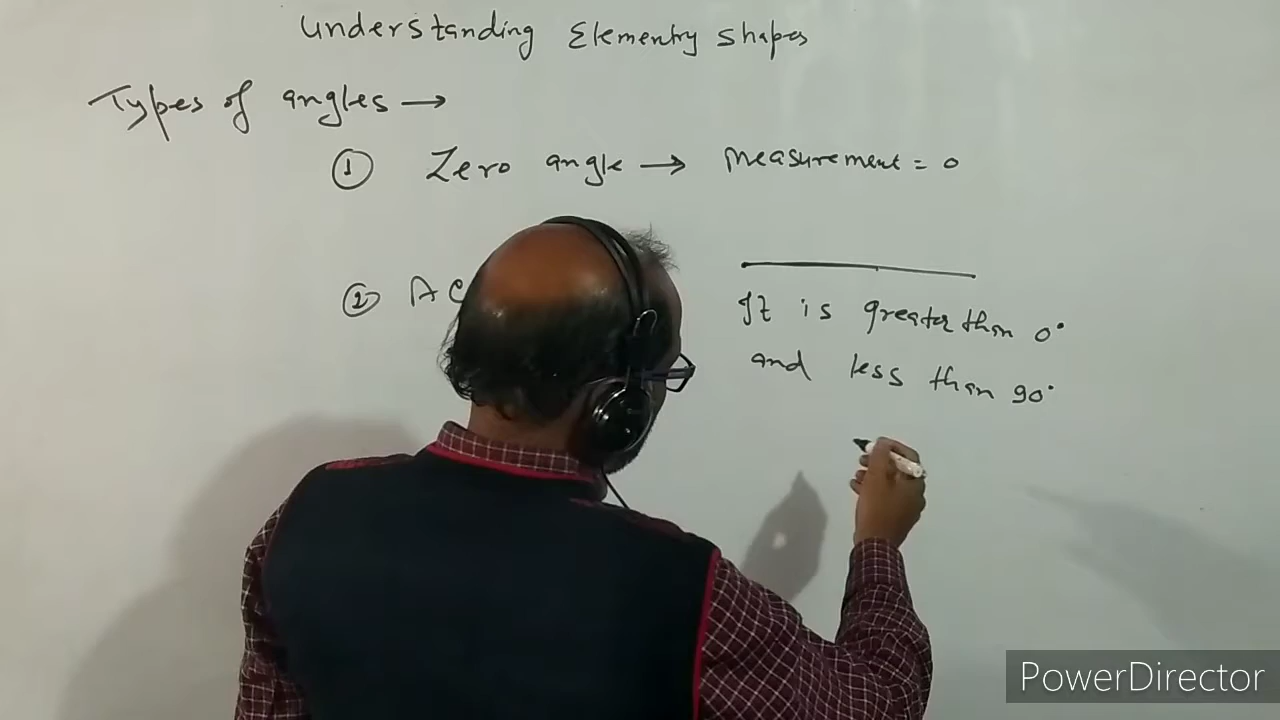 Understanding Elementry Shapes
Types of angles →
① Zero angle → measurement = 0
② AC
It is greater than 0°
and less than 90°
PowerDirector